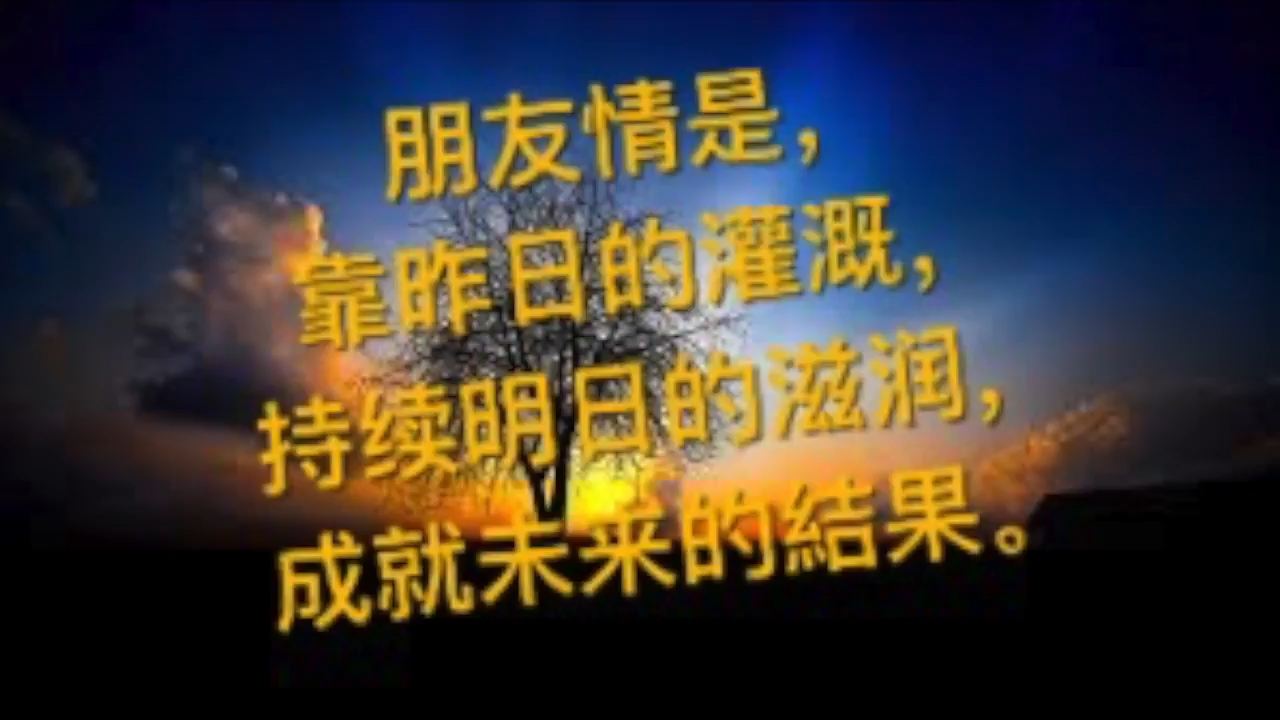 朋友情是，
靠昨日的灌溉，
持续明日的滋润，
成就未来的結果。